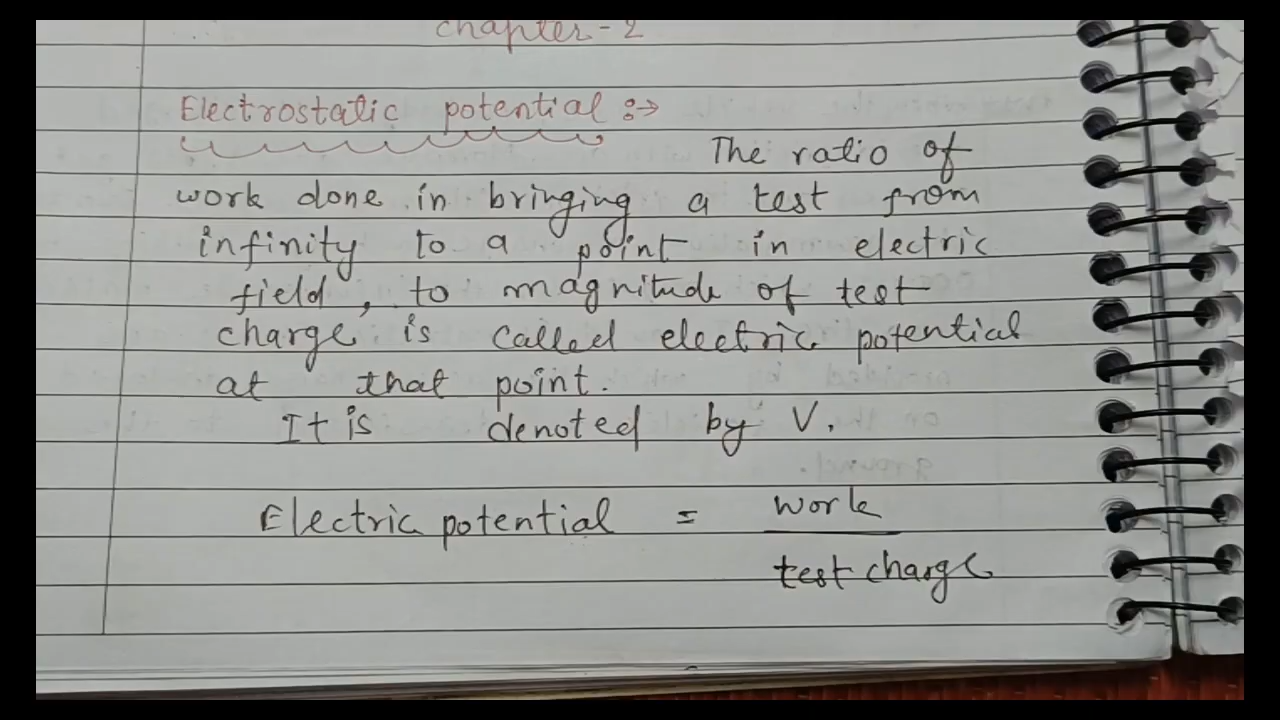 chapter-2
Electrostatic potential :→
The ratio of
work done in bringing a test from
infinity to a point in electric
field, to magnitude of test
charge is called electric potential
at that point.
It is denoted by V.
Electric potential = work
test charge